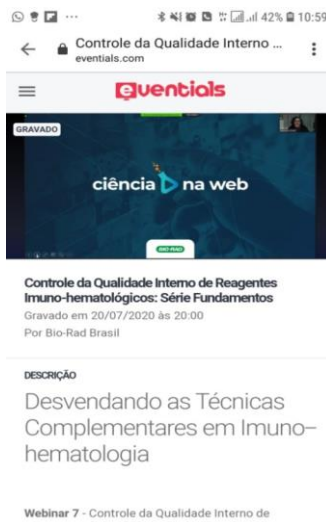 42% 10:59
Controle da Qualidade Interno ...
eventials.com
eventials
GRAVADO
ciência na web
BIO-RAD
Controle da Qualidade Interno de Reagentes
Imuno-hematológicos: Série Fundamentos
Gravado em 20/07/2020 às 20:00
Por Bio-Rad Brasil
DESCRIÇÃO
Desvendando as Técnicas
Complementares em Imuno-
hematologia
Webinar 7 - Controle da Qualidade Interno de